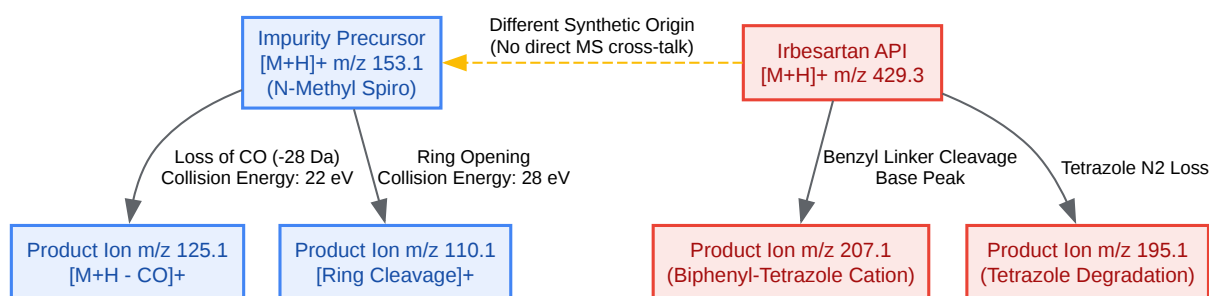 Different Synthetic Origin
(No direct MS cross-talk)
Impurity Precursor
[M+H]+ m/z 153.1
(N-Methyl Spiro)
Irbesartan API
[M+H]+ m/z 429.3
Loss of CO (-28 Da)
Collision Energy: 22 eV
Ring Opening
Collision Energy: 28 eV
Benzyl Linker Cleavage
Base Peak
Tetrazole N2 Loss
Product Ion m/z 125.1
[M+H - CO]+
Product Ion m/z 110.1
[Ring Cleavage]+
Product Ion m/z 207.1
(Biphenyl-Tetrazole Cation)
Product Ion m/z 195.1
(Tetrazole Degradation)